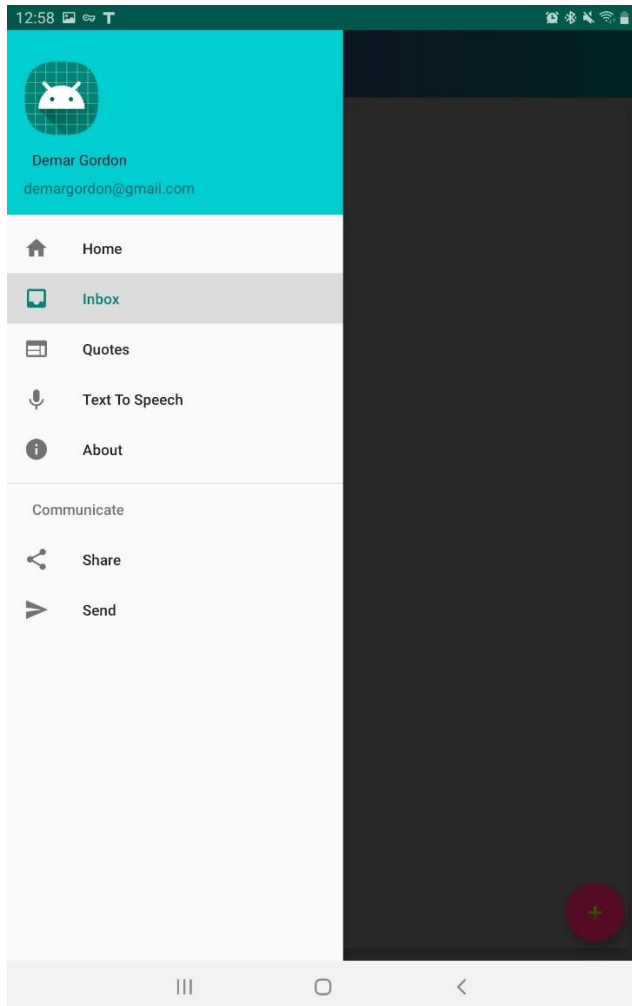 12:58 T
Demar Gordon
demargordon@gmail.com
Home
Inbox
Quotes
Text To Speech
About
Communicate
Share
Send